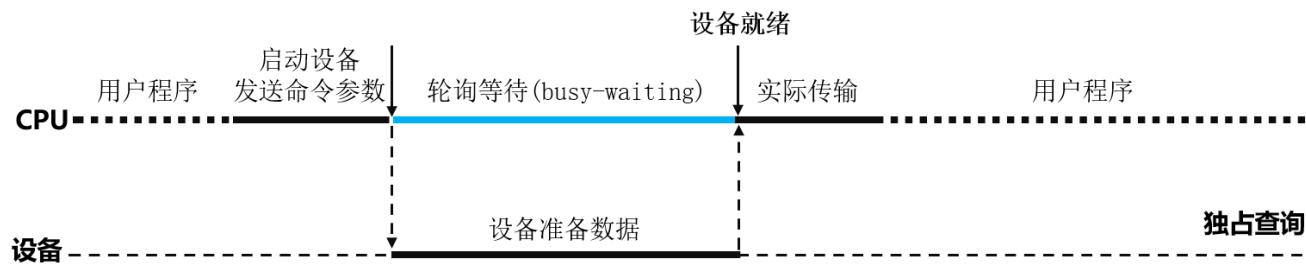 设备就绪
启动设备
用户程序
发送命令参数
轮询等待(busy-waiting)
实际传输
用户程序
CPU
设备准备数据
独占查询
设备